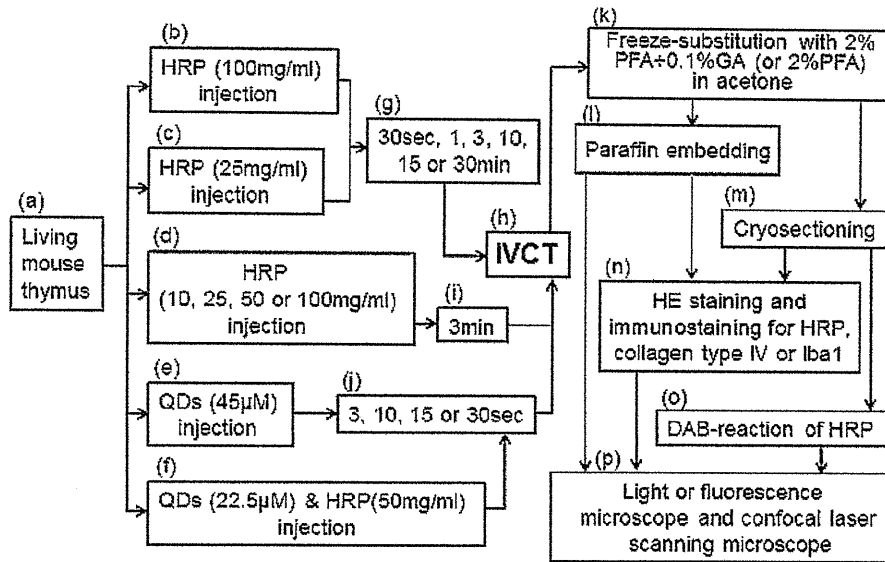 (a)
Living
mouse
thymus
(b)
HRP (100mg/ml)
injection
(c)
HRP (25mg/ml)
injection
(d)
HRP
(10, 25, 50 or 100mg/ml)
injection
(e)
QDs (45µM)
injection
(f)
QDs (22.5µM) & HRP(50mg/ml)
injection
(g)
30sec, 1, 3, 10,
15 or 30min
(h)
IVCT
(i)
3min
(j)
3, 10, 15 or 30sec
(k)
Freeze-substitution with 2%
PFA÷0.1%GA (or 2%PFA)
in acetone
(l)
Paraffin embedding
(m)
Cryosectioning
(n)
HE staining and
immunostaining for HRP,
collagen type IV or Iba1
(o)
DAB-reaction of HRP
(p)
Light or fluorescence
microscope and confocal laser
scanning microscope